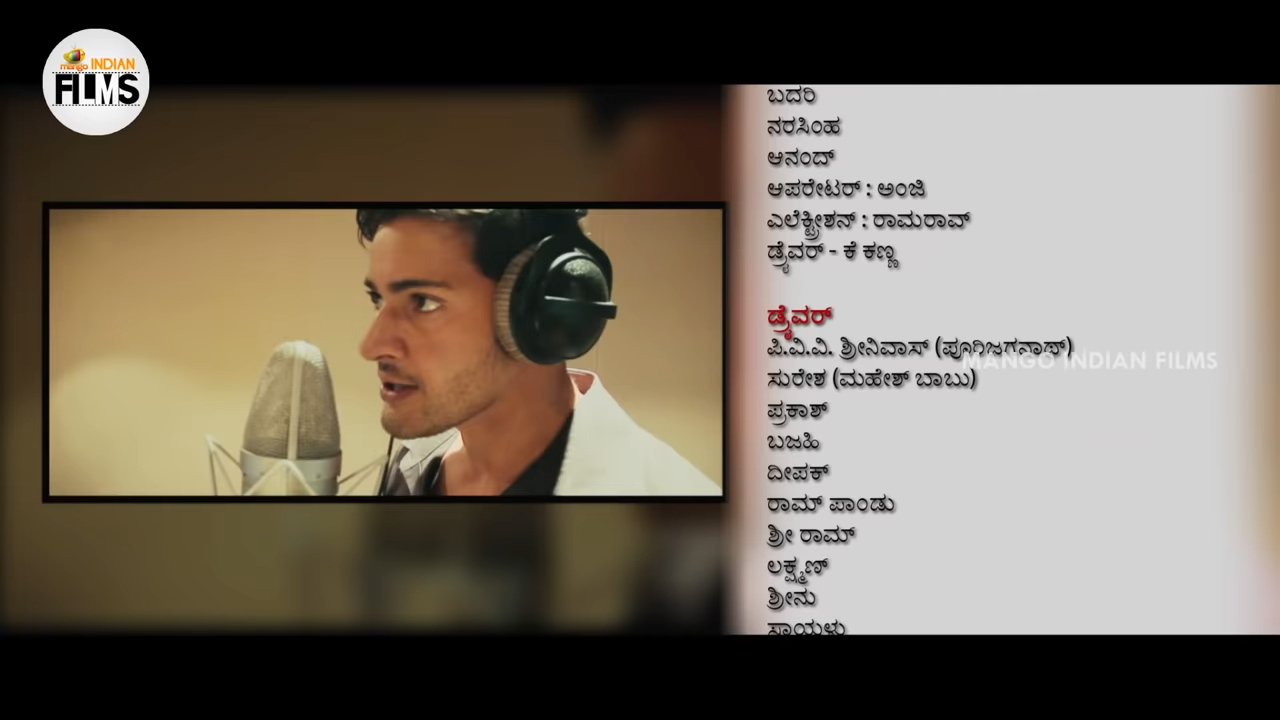 mango INDIAN
FILMS
ಬದರಿ
ನರಸಿಂಹ
ಆನಂದ್
ಆಪರೇಟರ್ : ಅಂಜಿ
ಎಲೆಕ್ಟ್ರೀಶನ್ : ರಾಮರಾವ್
ಡ್ರೈವರ್ - ಕೆ ಕಣ್ಣ
ಡ್ರೈವರ್
ಪಿ.ವಿ.ವಿ. ಶ್ರೀನಿವಾಸ್ (ಪೂರಿಜಗನಾಥ್)
MANGO INDIAN FILMS
ಸುರೇಶ (ಮಹೇಶ್ ಬಾಬು)
ಪ್ರಕಾಶ್
ಬಜಹಿ
ದೀಪಕ್
ರಾಮ್ ಪಾಂಡು
ಶ್ರೀ ರಾಮ್
ಲಕ್ಷ್ಮಣ್
ಶ್ರೀನು